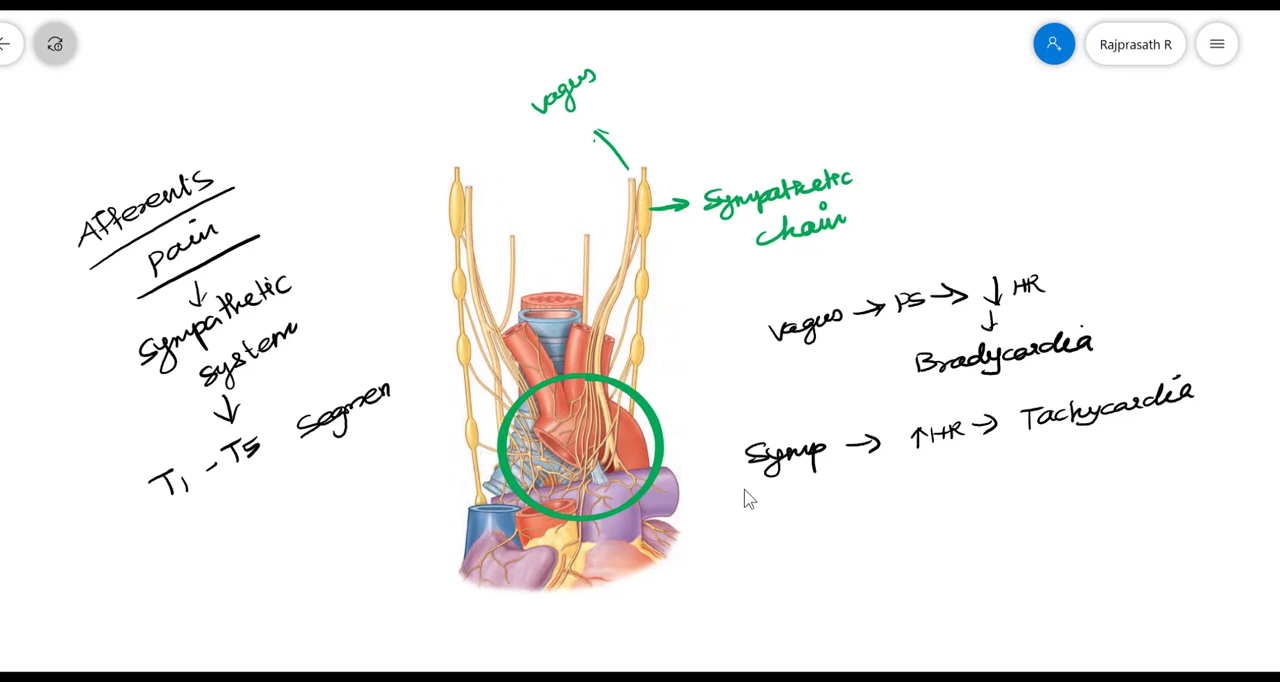 Rajprasath R
vagus
Sympathetic
chain
Afferents
pain
↓
Sympathetic
system
↓
T1 - T5 Segmen
Vagus → PS → ↓ HR
↓
Bradycardia
Symp → ↑HR → Tachycardia